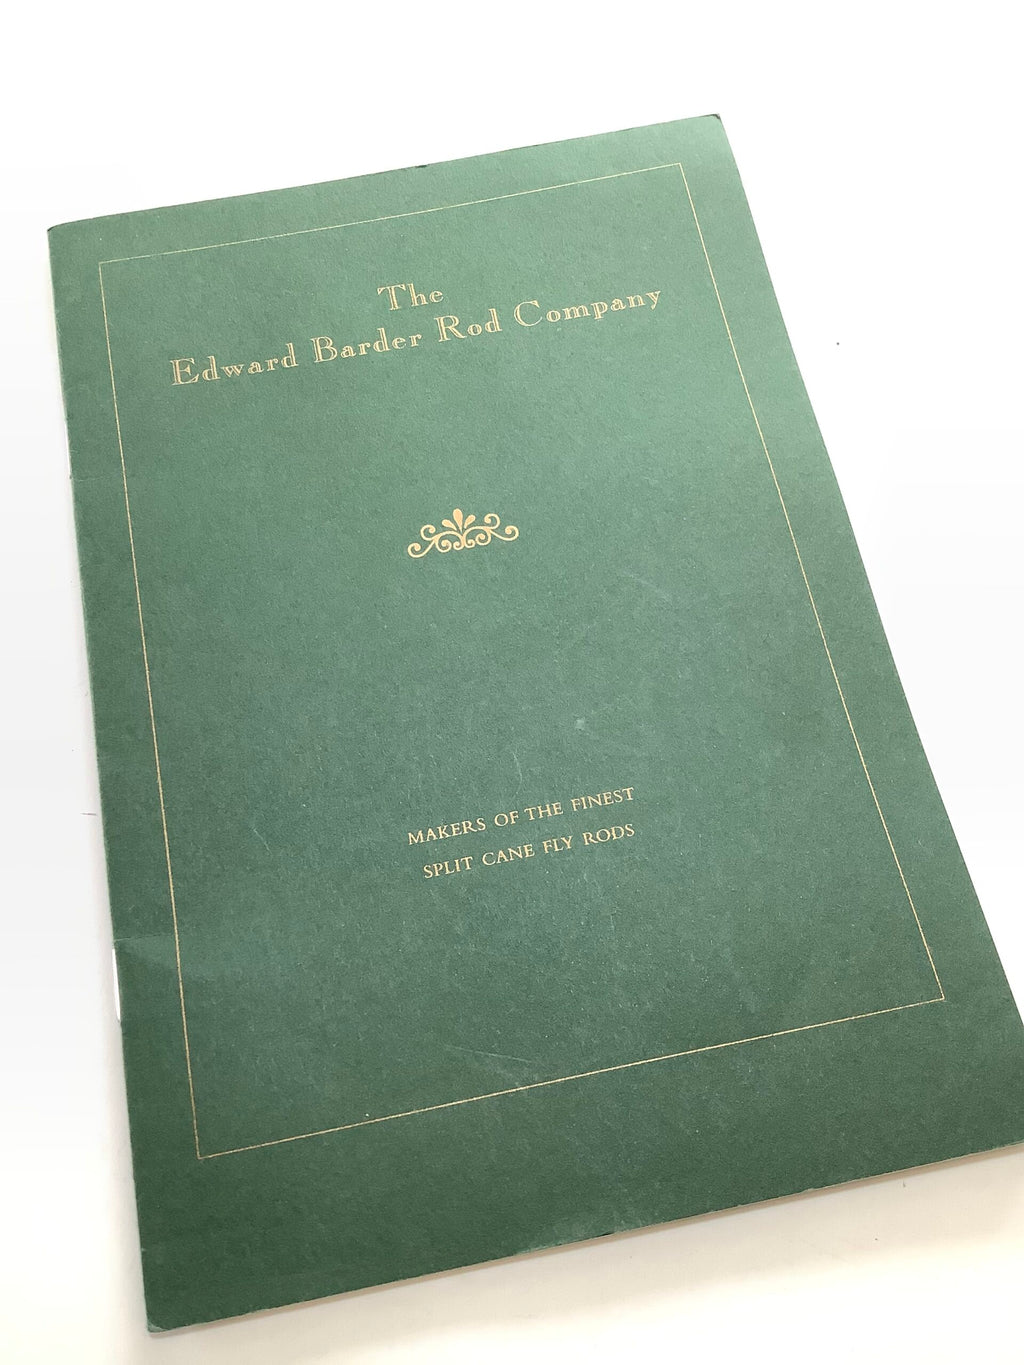 The
Edward Barder Rod Company
MAKERS OF THE FINEST
SPLIT CANE FLY RODS